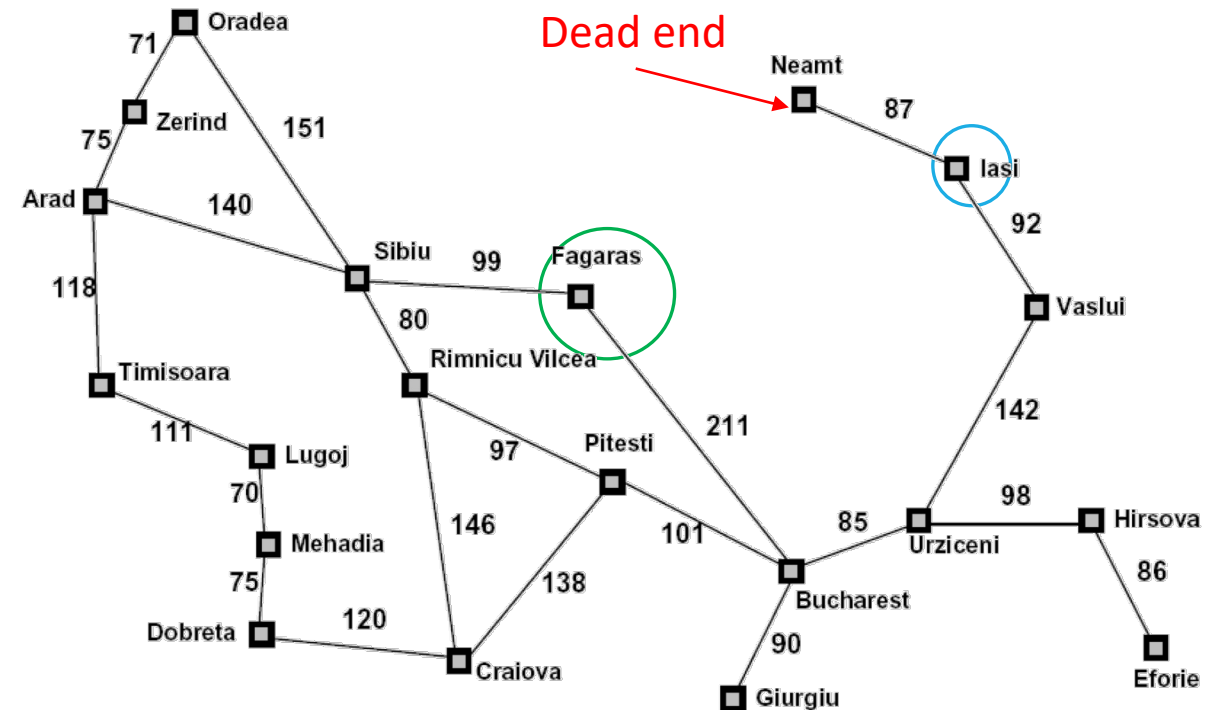 Oradea
Dead end
71
Neamt
87
Zerind
151
75
Iasi
Arad
140
92
Sibiu
Fagaras
99
118
Vaslui
80
Timisoara
Rimnicu Vilcea
142
211
111
Pitesti
Lugoj
97
70
98
146
101
85
Hirsova
Mehadia
Urziceni
138
86
75
Bucharest
120
Dobreta
90
Craiova
Eforie
Giurgiu